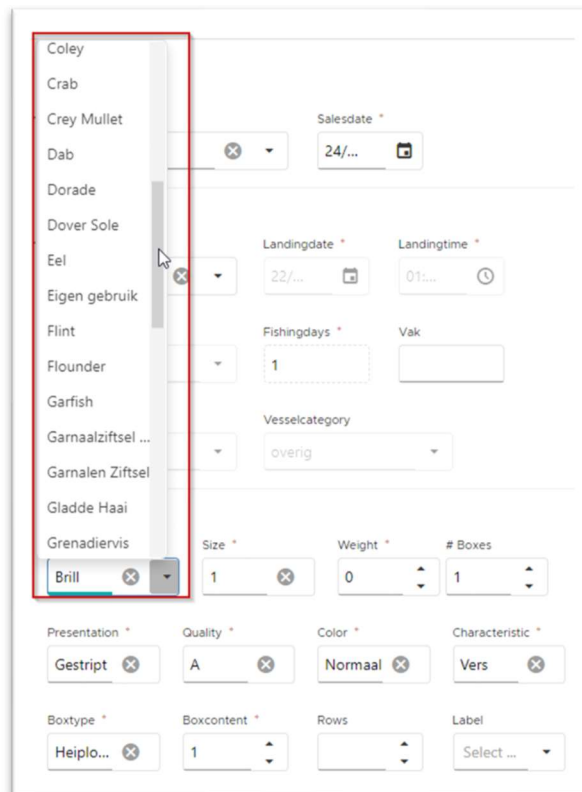 Coley
Crab
Crey Mullet
Dab
Dorade
Dover Sole
Eel
Eigen gebruik
Flint
Flounder
Garfish
Garnaalziftsel ...
Garnalen Ziftsel
Gladde Haai
Grenadiervis
Salesdate *
24/...
Landingdate * Landingtime *
22/... 01:...
Fishingdays * Vak
1
Vesselcategory
overig
Size * Weight * # Boxes
Brill 1 0 1
Presentation * Quality * Color * Characteristic *
Gestript A Normaal Vers
Boxtype * Boxcontent * Rows Label
Heiplo... 1 Select ...